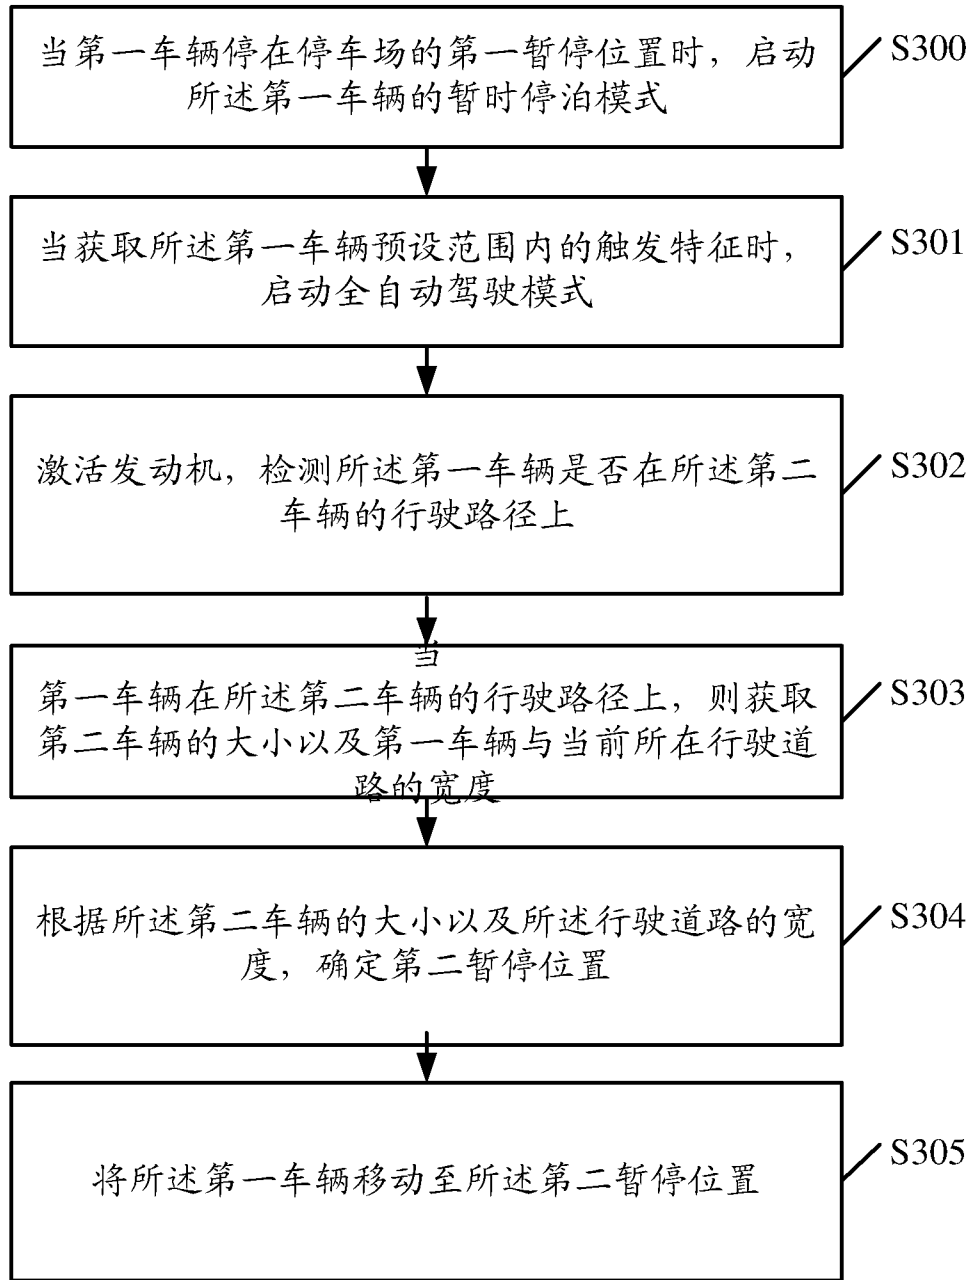 当第一车辆停在停车场的第一暂停位置时，启动
所述第一车辆的暂时停泊模式
S300
当获取所述第一车辆预设范围内的触发特征时，
启动全自动驾驶模式
S301
激活发动机，检测所述第一车辆是否在所述第二
车辆的行驶路径上
S302
当
第一车辆在所述第二车辆的行驶路径上，则获取
第二车辆的大小以及第一车辆与当前所在行驶道
路的宽度
S303
根据所述第二车辆的大小以及所述行驶道路的宽
度，确定第二暂停位置
S304
将所述第一车辆移动至所述第二暂停位置
S305